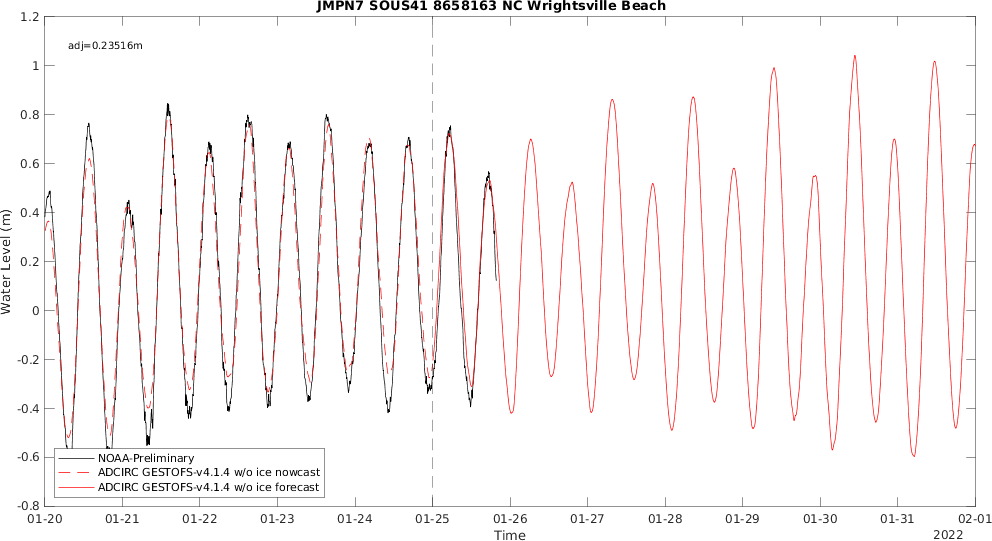 JMPN7 SOUS41 8658163 NC Wrightsville Beach
adj=0.23516m
1.2
1
0.8
0.6
0.4
0.2
0
-0.2
-0.4
-0.6
-0.8
Water Level (m)
NOAA-Preliminary
ADCIRC GESTOFS-v4.1.4 w/o ice nowcast
ADCIRC GESTOFS-v4.1.4 w/o ice forecast
01-20 01-21 01-22 01-23 01-24 01-25 01-26 01-27 01-28 01-29 01-30 01-31 02-01
Time
2022